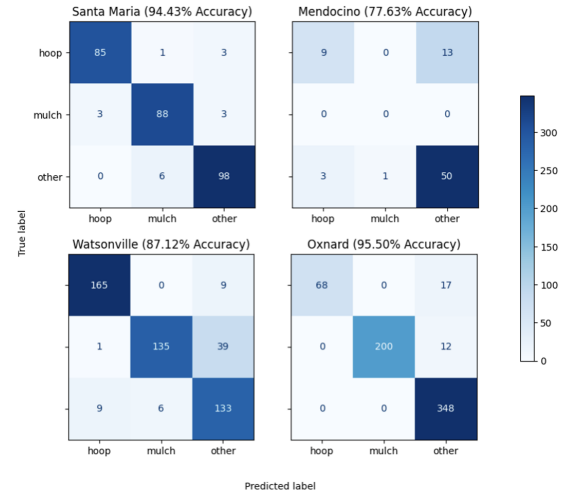 Santa Maria (94.43% Accuracy) Mendocino (77.63% Accuracy)
hoop 85 1 3 9 0 13
mulch 3 88 3 0 0 0
other 0 6 98 3 1 50
hoop mulch other hoop mulch other
True label
Watsonville (87.12% Accuracy) Oxnard (95.50% Accuracy)
165 0 9 68 0 17
1 135 39 0 200 12
9 6 133 0 0 348
hoop mulch other hoop mulch other
Predicted label
300
250
200
150
100
50
0